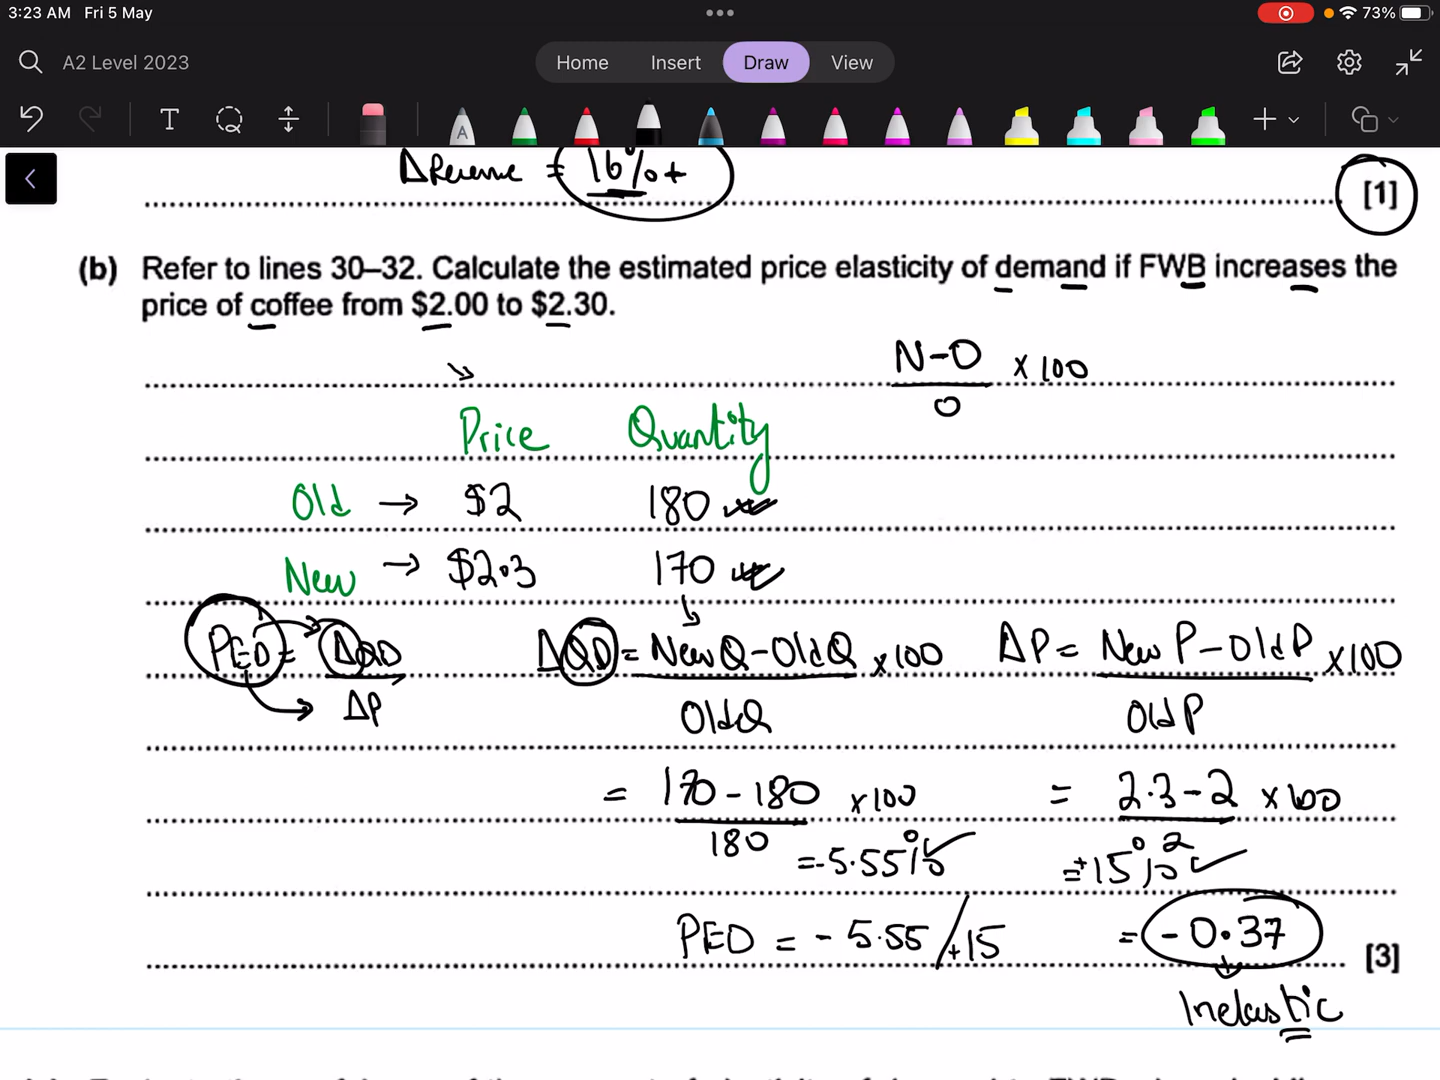 3:23 AM Fri 5 May
73%
A2 Level 2023
Home Insert Draw View
T
A
Δ Revenue = 16%+
[1]
(b) Refer to lines 30–32. Calculate the estimated price elasticity of demand if FWB increases the
price of coffee from $2.00 to $2.30.
N-O × 100
O
Price Quantity
Old → $2 180
New → $2.3 170
PED = ΔQD ΔQD = New Q - Old Q × 100 ΔP = New P - Old P × 100
ΔP Old Q Old P
= 170 - 180 × 100 = 2.3 - 2 × 100
180 2
= -5.55% = +15%
PED = -5.55/+15 = -0.37
[3]
Inelastic